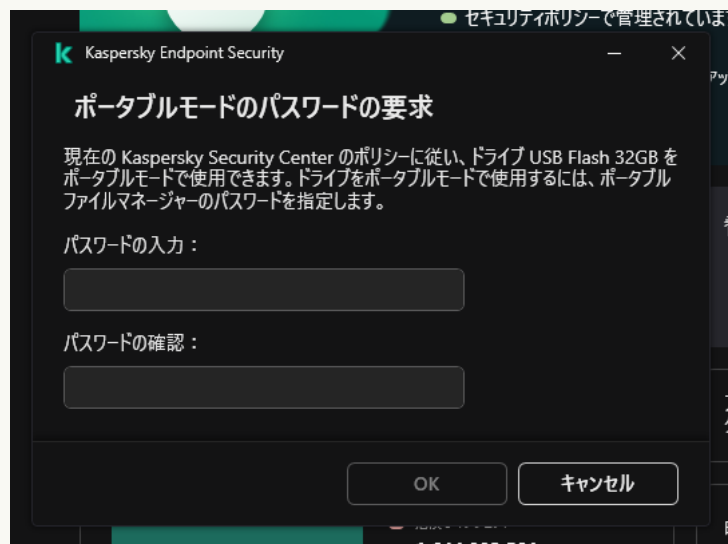 セキュリティポリシーで管理されていま
Kaspersky Endpoint Security
ポータブルモードのパスワードの要求
現在の Kaspersky Security Center のポリシーに従い、ドライブ USB Flash 32GB を
ポータブルモードで使用できます。ドライブをポータブルモードで使用するには、ポータブル
ファイルマネージャーのパスワードを指定します。
パスワードの入力：
パスワードの確認：
OK
キャンセル